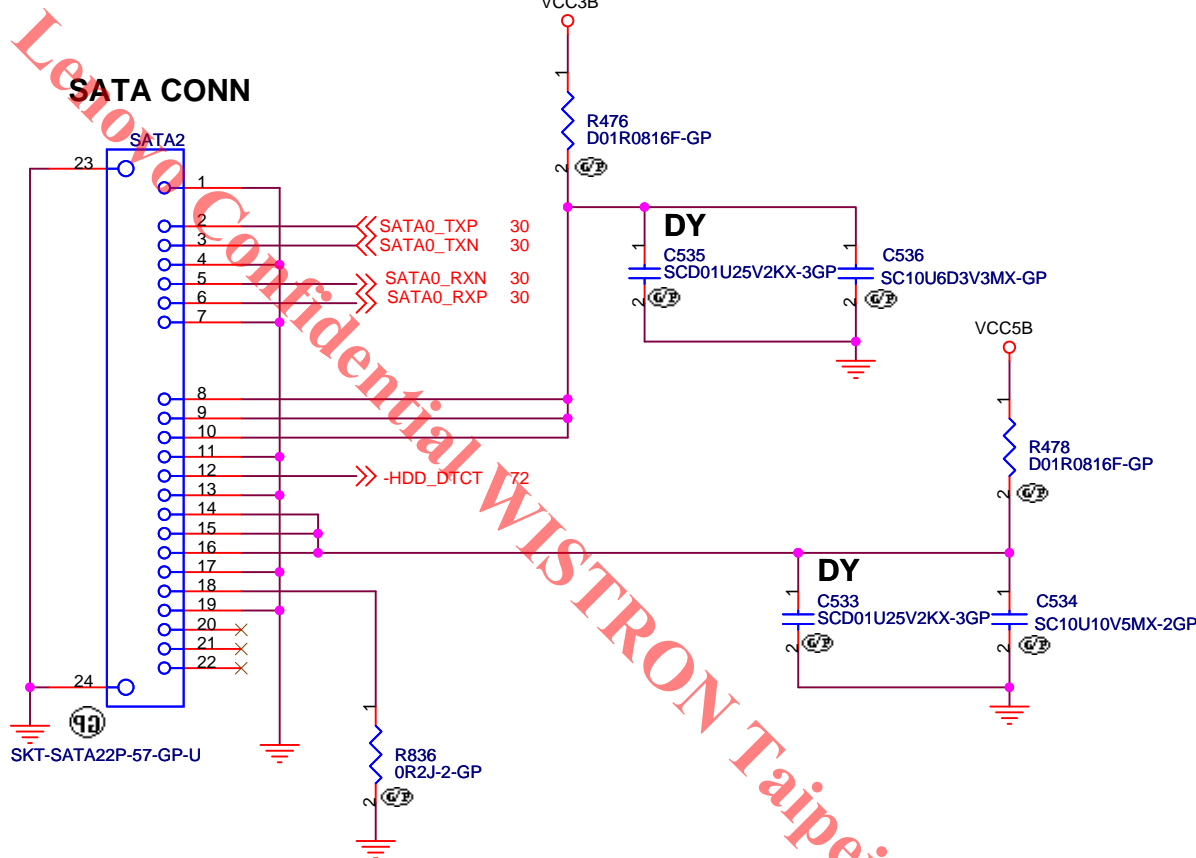 VCC3B
SATA CONN
SATA2
R476
D01R0816F-GP
1
2
G/P
23
1
2
SATA0_TXP 30
3
SATA0_TXN 30
4
5
SATA0_RXN 30
6
SATA0_RXP 30
7
DY
C535
SCD01U25V2KX-3GP
1
2
G/P
C536
SC10U6D3V3MX-GP
1
2
G/P
VCC5B
8
9
10
11
12
-HDD_DTCT 72
13
14
15
16
17
18
19
20
21
22
24
R478
D01R0816F-GP
1
2
G/P
DY
C533
SCD01U25V2KX-3GP
1
2
G/P
C534
SC10U10V5MX-2GP
1
2
G/P
GP
SKT-SATA22P-57-GP-U
R836
0R2J-2-GP
1
2
G/P
Lenovo Confidential WISTRON Taipei